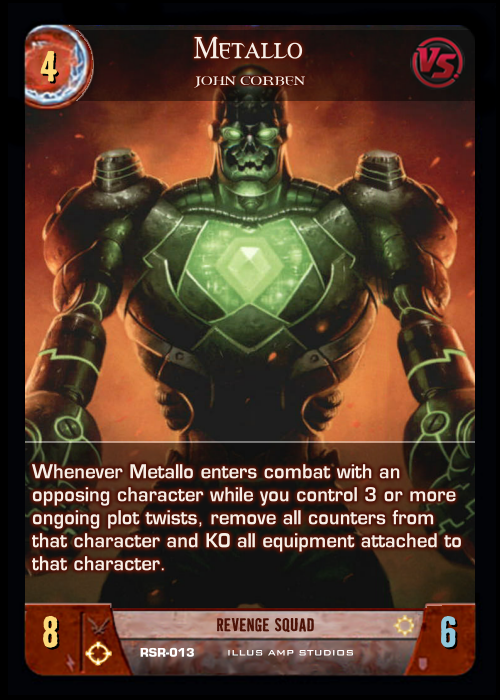 4
METALLO
JOHN CORBEN
VS
Whenever Metallo enters combat with an
opposing character while you control 3 or more
ongoing plot twists, remove all counters from
that character and KO all equipment attached to
that character.
8
REVENGE SQUAD
6
RSR-013 ILLUS AMP STUDIOS